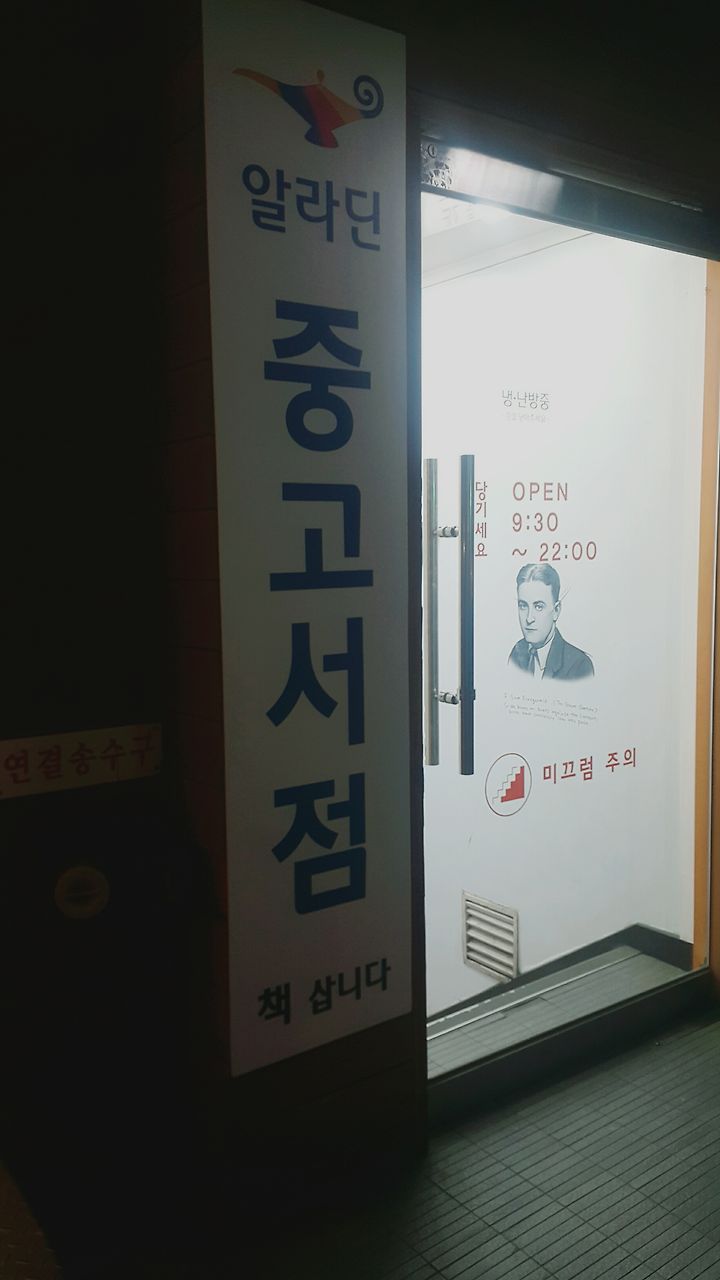 알라딘
중고서점
책 삽니다
냉·난방중
당기세요
OPEN
9:30
~ 22:00
미끄럼 주의
연결송수구